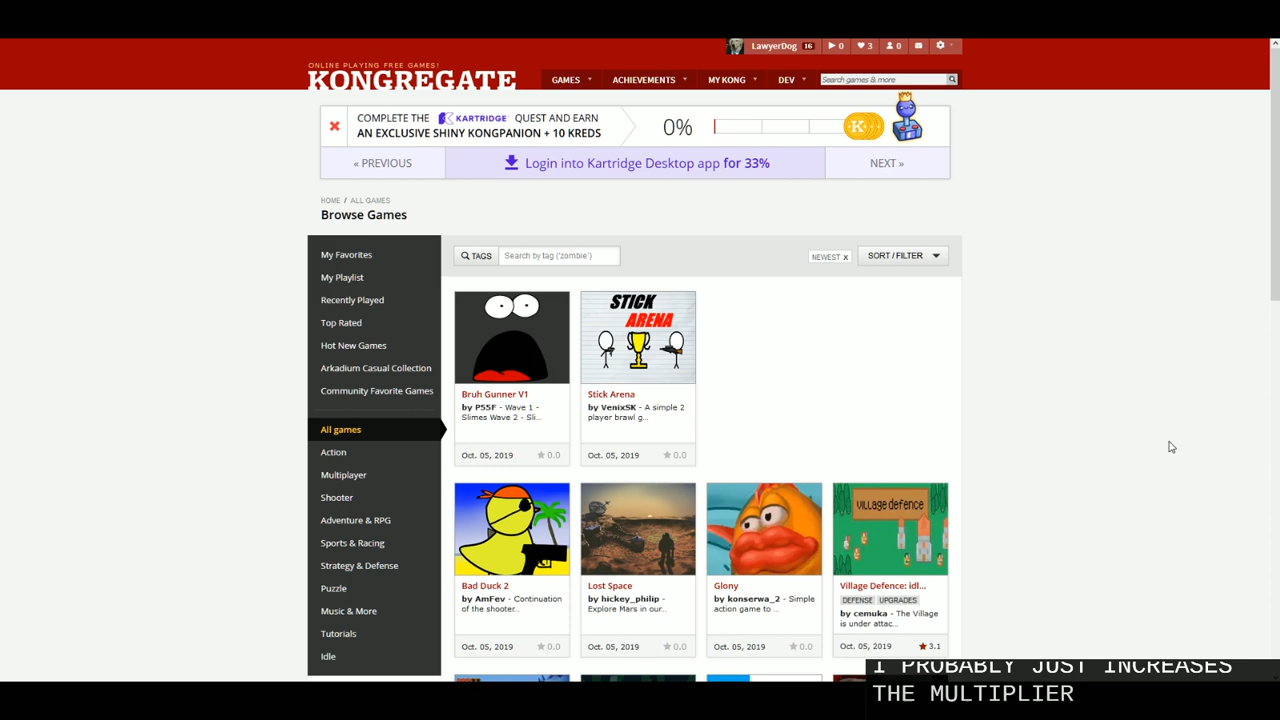 LawyerDog 16 0 3 0
ONLINE PLAYING FREE GAMES!
KONGREGATE
GAMES ACHIEVEMENTS MY KONG DEV Search games & more
COMPLETE THE KARTRIDGE QUEST AND EARN
AN EXCLUSIVE SHINY KONGPANION + 10 KREDS
0%
K
« PREVIOUS
Login into Kartridge Desktop app for 33%
NEXT »
HOME / ALL GAMES
Browse Games
My Favorites
My Playlist
Recently Played
Top Rated
Hot New Games
Arkadium Casual Collection
Community Favorite Games
All games
Action
Multiplayer
Shooter
Adventure & RPG
Sports & Racing
Strategy & Defense
Puzzle
Music & More
Tutorials
Idle
TAGS Search by tag ('zombie')
NEWEST x SORT / FILTER
Bruh Gunner V1
by P55F - Wave 1 -
Slimes Wave 2 - Sli...
Oct. 05, 2019 0.0
STICK
ARENA
Stick Arena
by VenixSK - A simple 2
player brawl g...
Oct. 05, 2019 0.0
Bad Duck 2
by AmFev - Continuation
of the shooter...
Oct. 05, 2019 0.0
Lost Space
by hickey_philip -
Explore Mars in our...
Oct. 05, 2019 0.0
Glony
by konserwa_2 - Simple
action game to ...
Oct. 05, 2019 0.0
Village defence
Village Defence: idl...
DEFENSE UPGRADES
by cemuka - The Village
is under attac...
Oct. 05, 2019 3.1
I PROBABLY JUST INCREASES
THE MULTIPLIER